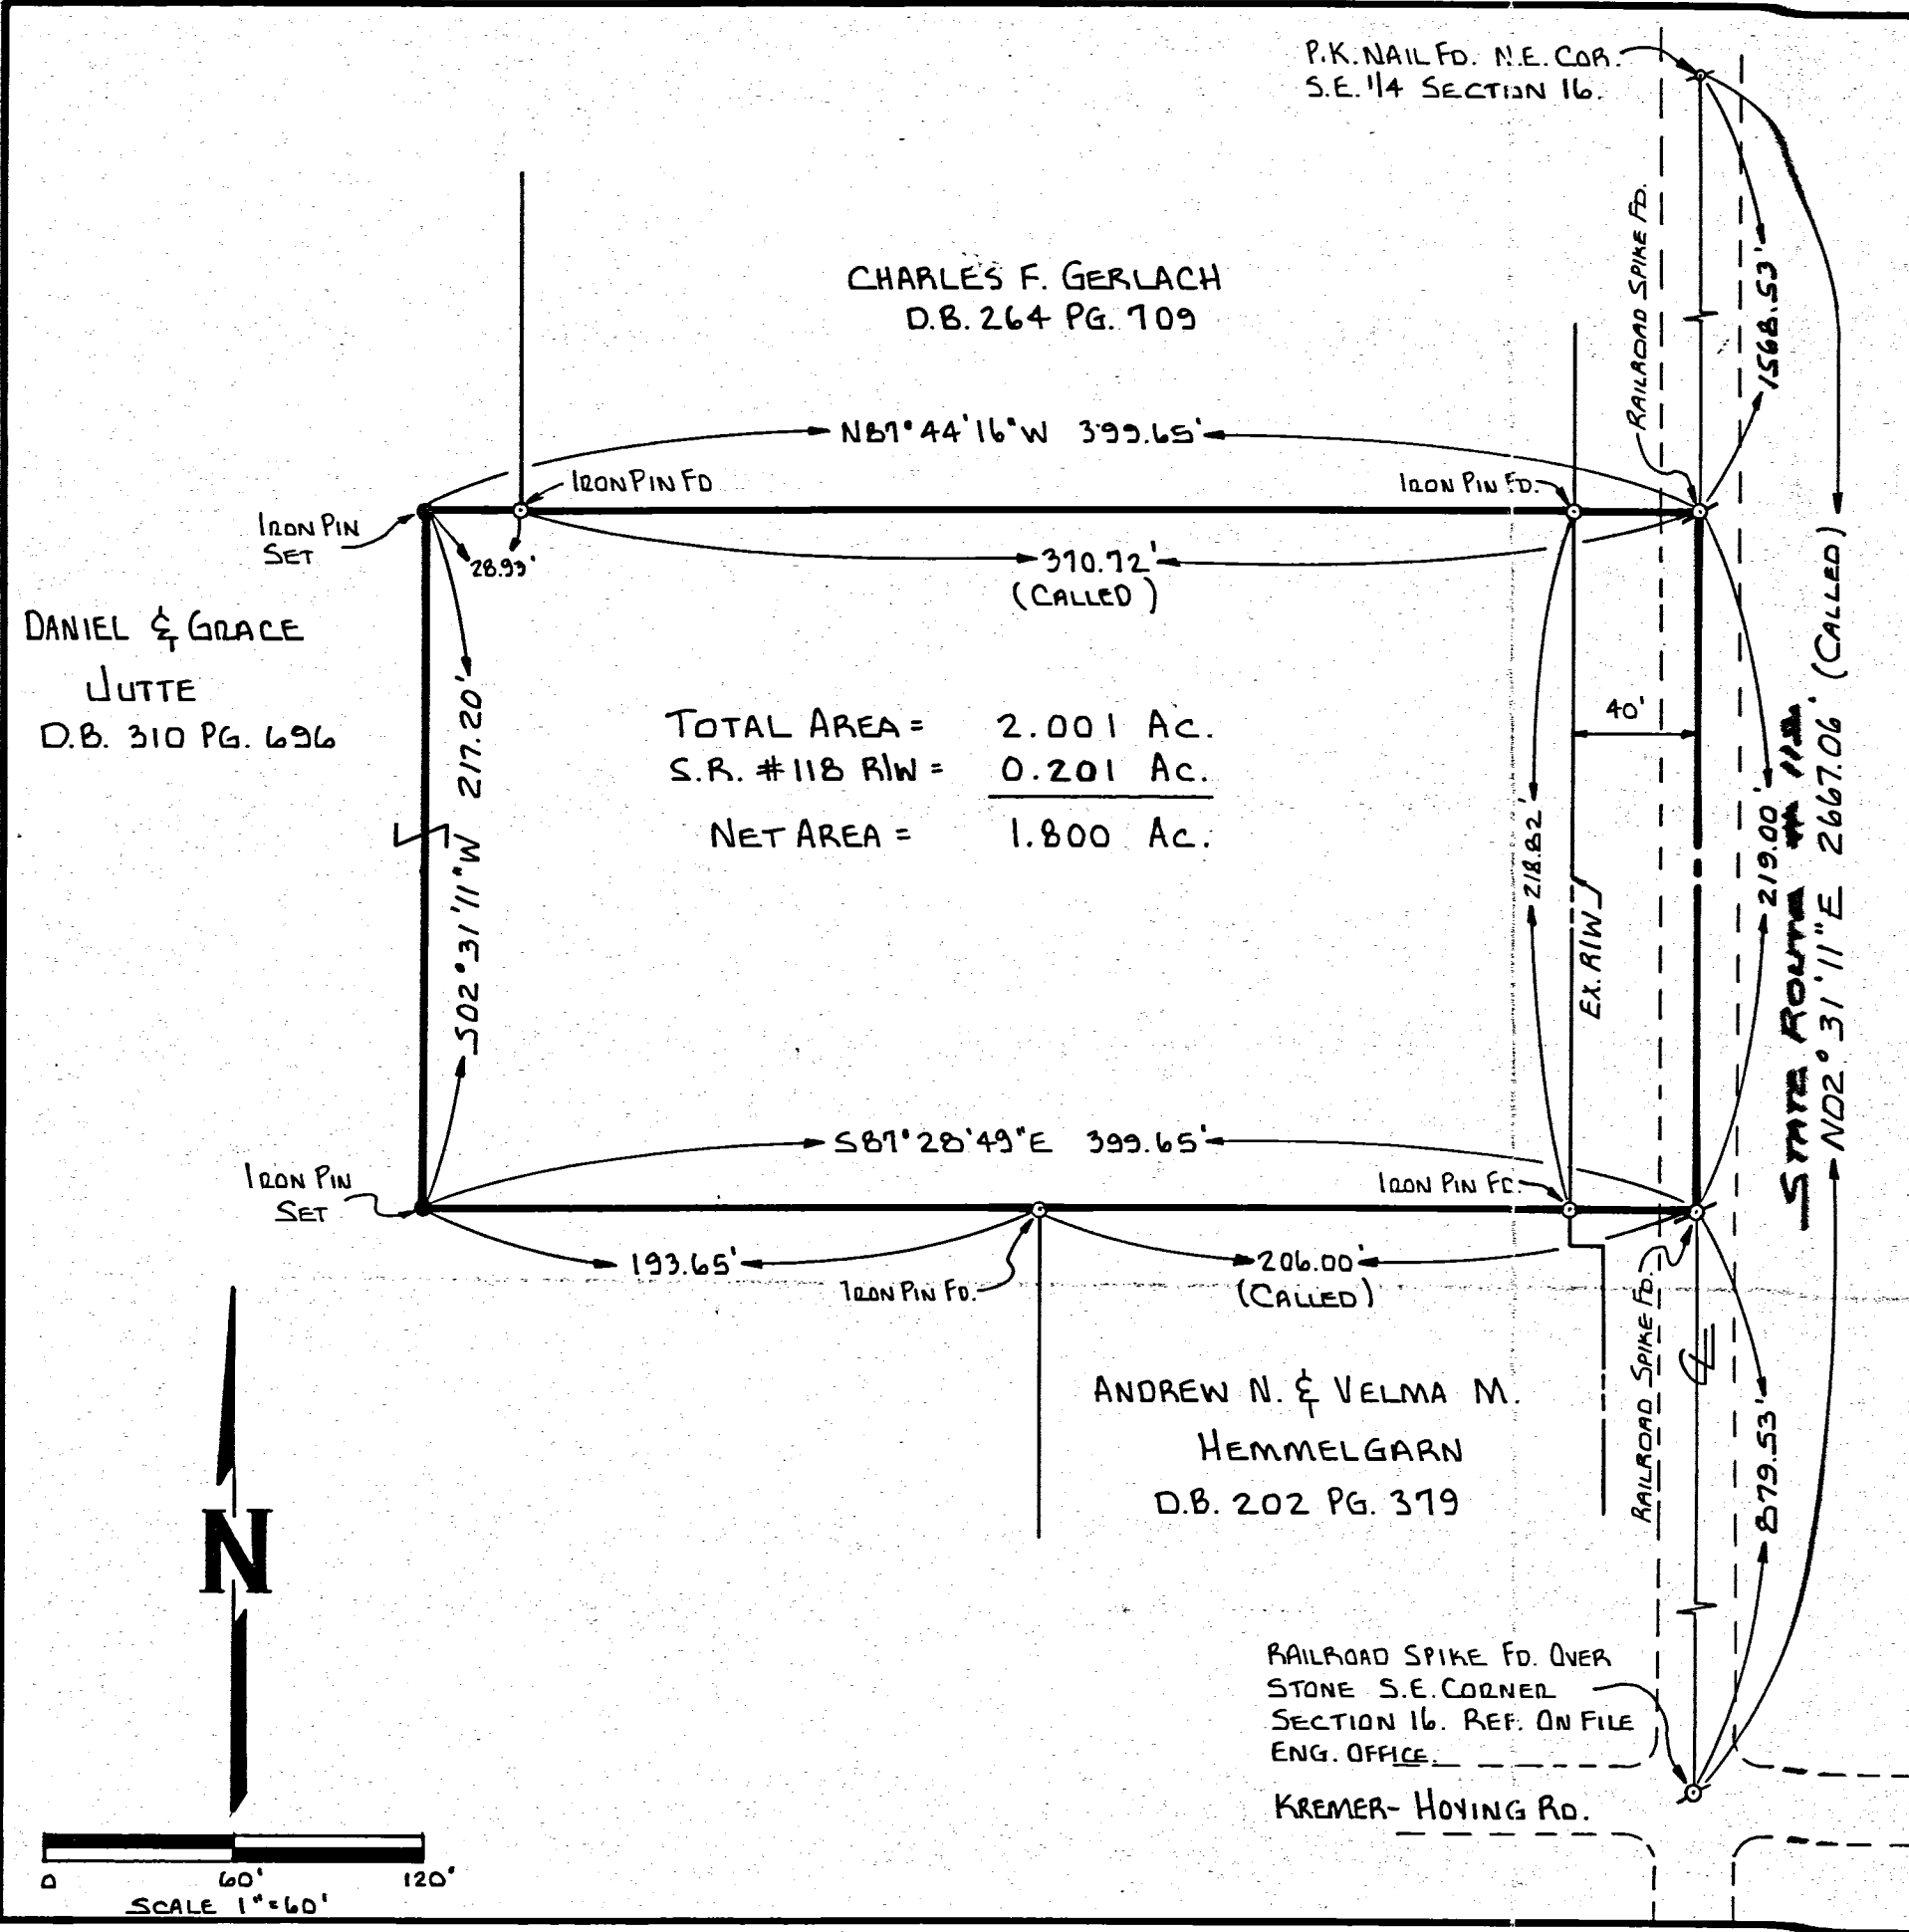 P.K. NAIL FD. N.E. COR.
S.E. 1/4 SECTION 16.
RAILROAD SPIKE FD.
1568.53'
CHARLES F. GERLACH
D.B. 264 PG. 709
N87°44'16"W 399.65'
IRON PIN FD
IRON PIN FD.
IRON PIN
SET
28.93'
370.72'
(CALLED)
DANIEL & GRACE
JUTTE
D.B. 310 PG. 696
S02°31'11"W 217.20'
TOTAL AREA = 2.001 AC.
S.R. #118 R/W = 0.201 AC.
NET AREA = 1.800 AC.
40'
218.82'
EX. R/W
219.00'
STATE ROUTE # 118
N02°31'11"E 2667.06' (CALLED)
S87°28'49"E 399.65'
IRON PIN
SET
IRON PIN FD.
193.65'
IRON PIN FD.
206.00'
(CALLED)
RAILROAD SPIKE FD.
ANDREW N. & VELMA M.
HEMMELGARN
D.B. 202 PG. 379
879.53'
N
RAILROAD SPIKE FD. OVER
STONE S.E. CORNER
SECTION 16. REF. ON FILE
ENG. OFFICE.
KREMER-HOVING RD.
0 60' 120'
SCALE 1"=60'